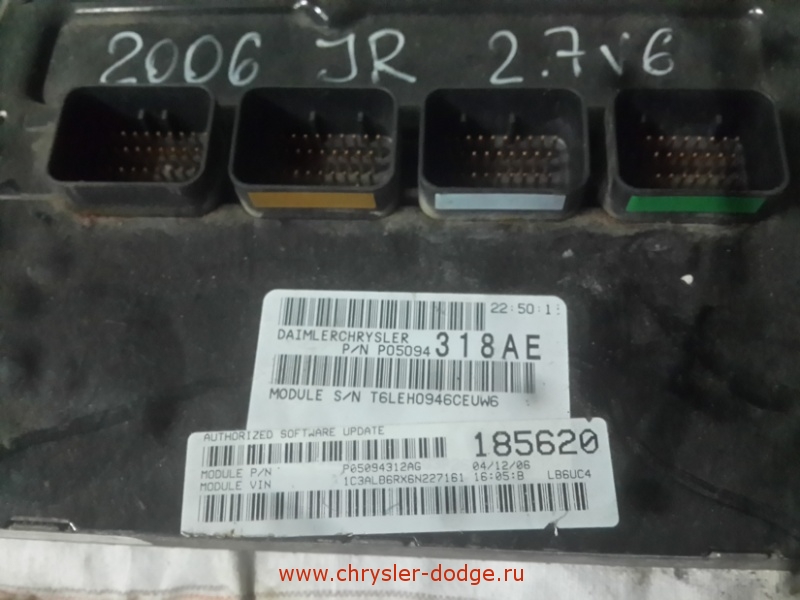 2006 JR 2.7v6
22:50:1
DAIMLERCHRYSLER
P/N P05094 318AE
MODULE S/N T6LEH0946CEUW6
AUTHORIZED SOFTWARE UPDATE
185620
MODULE P/N P05094312AG 04/12/06
MODULE VIN 1C3ALB6RX6N227161 16:05:B LB6UC4
www.chrysler-dodge.ru